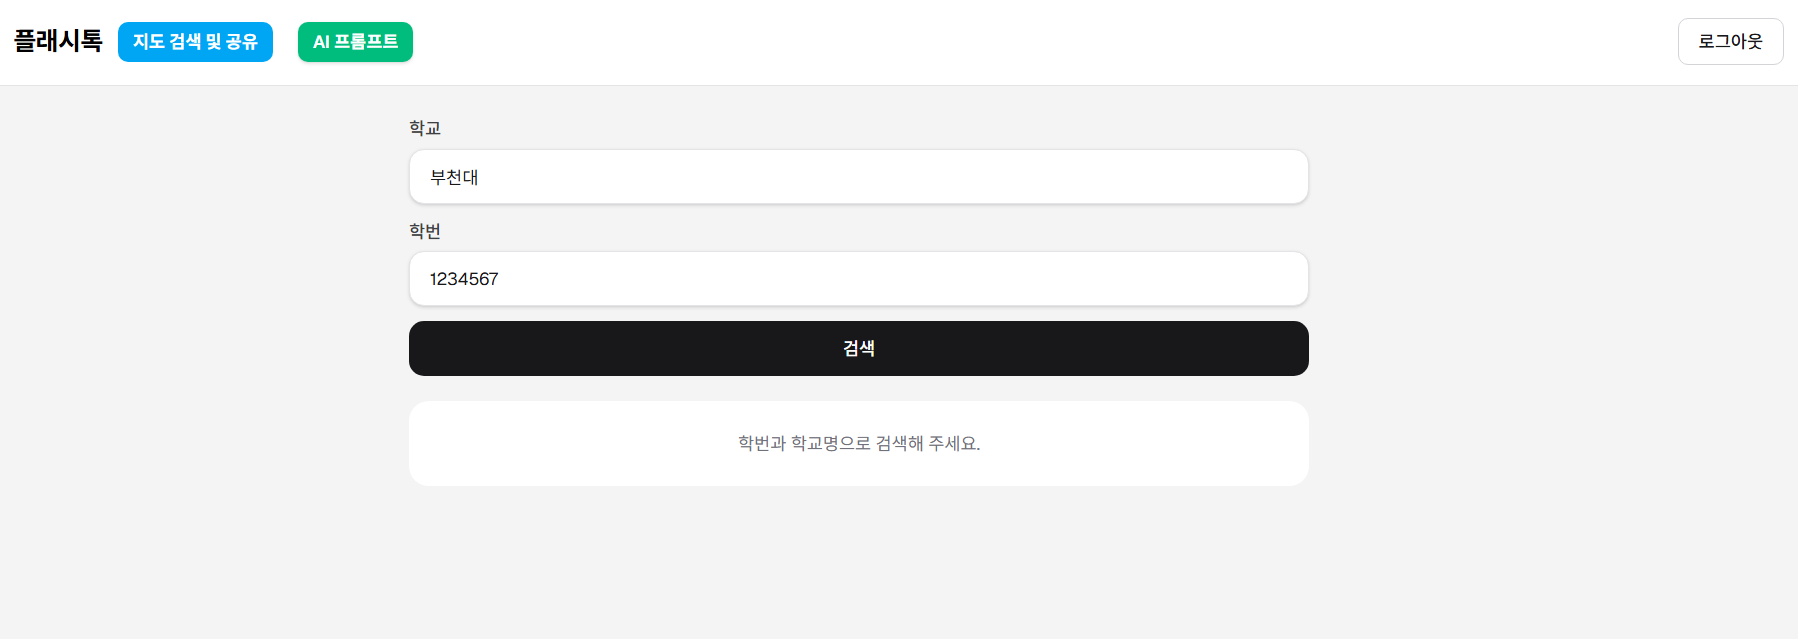 플래시톡 지도 검색 및 공유 AI 프롬프트 로그아웃
학교
부천대
학번
1234567
검색
학번과 학교명으로 검색해 주세요.